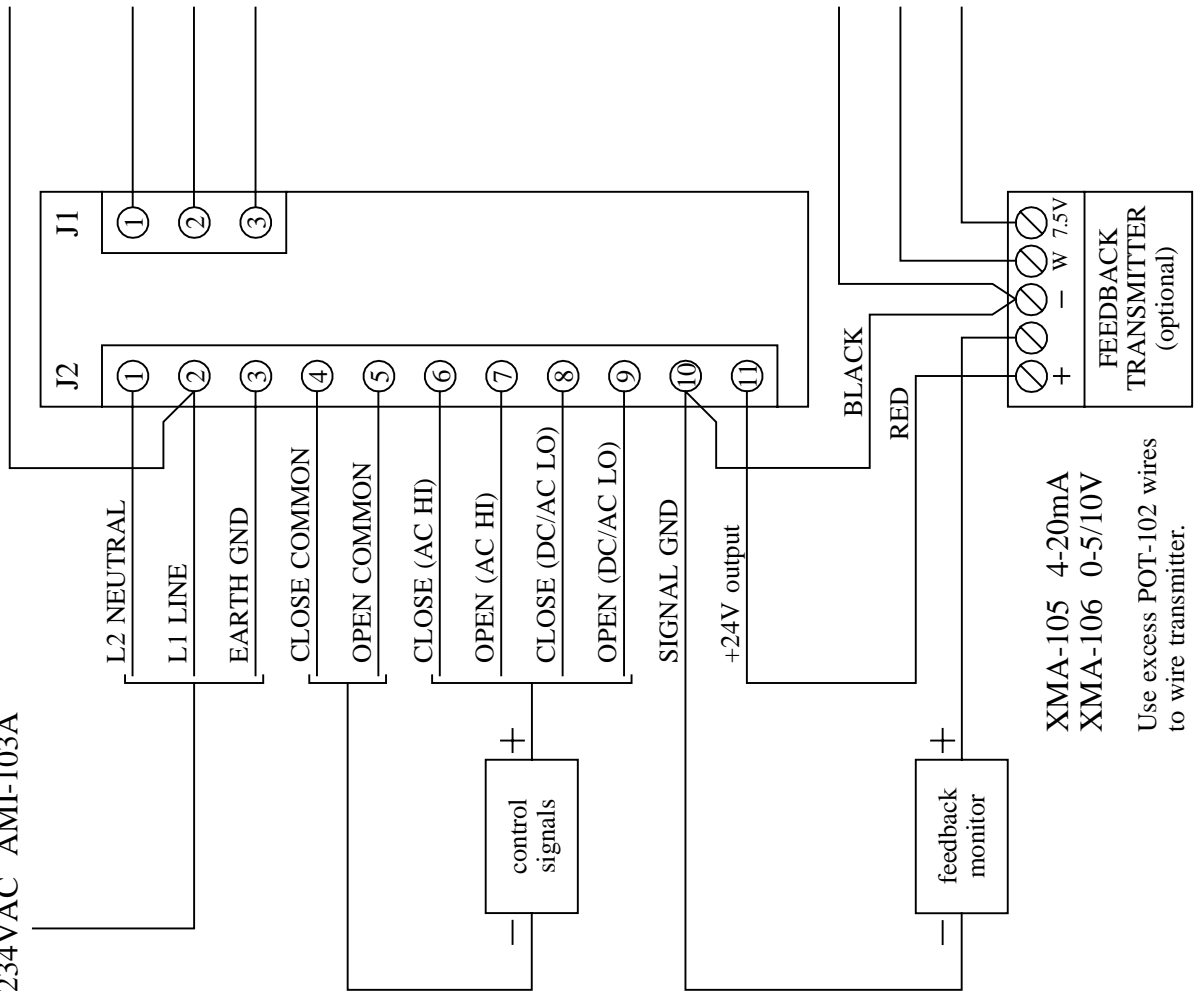 234VAC AMI-103A
J1
1
2
3
J2
1
2
3
4
5
6
7
8
9
10
11
L2 NEUTRAL
L1 LINE
EARTH GND
CLOSE COMMON
OPEN COMMON
CLOSE (AC HI)
OPEN (AC HI)
CLOSE (DC/AC LO)
OPEN (DC/AC LO)
SIGNAL GND
+24V output
control
signals
+
−
BLACK
RED
+
−
W
7.5V
FEEDBACK
TRANSMITTER
(optional)
feedback
monitor
+
−
XMA-105 4-20mA
XMA-106 0-5/10V
Use excess POT-102 wires
to wire transmitter.